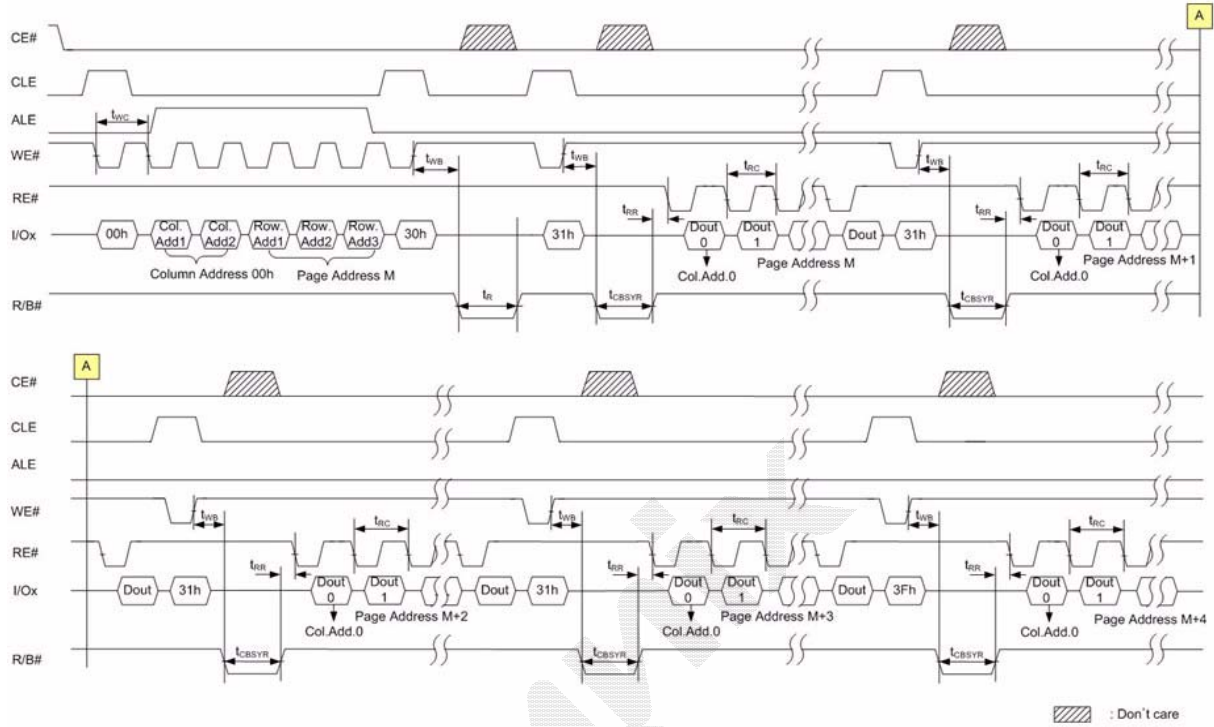 A
CE#
CLE
ALE
tWC
WE#
tWB
tWB
tWB
RE#
tRR
tRC
tRR
tRC
I/Ox
00h
Col. Add1
Col. Add2
Row. Add1
Row. Add2
Row. Add3
30h
31h
Dout 0
Dout 1
Dout
31h
Dout 0
Dout 1
Column Address 00h
Page Address M
Col.Add.0
Page Address M
Col.Add.0
Page Address M+1
R/B#
tR
tCBSYR
tCBSYR
A
CE#
CLE
ALE
WE#
tWB
tWB
tWB
RE#
tRR
tRC
tRR
tRC
tRR
tRC
I/Ox
Dout
31h
Dout 0
Dout 1
Dout
31h
Dout 0
Dout 1
Dout
3Fh
Dout 0
Dout 1
Col.Add.0
Page Address M+2
Col.Add.0
Page Address M+3
Col.Add.0
Page Address M+4
R/B#
tCBSYR
tCBSYR
tCBSYR
: Don't care